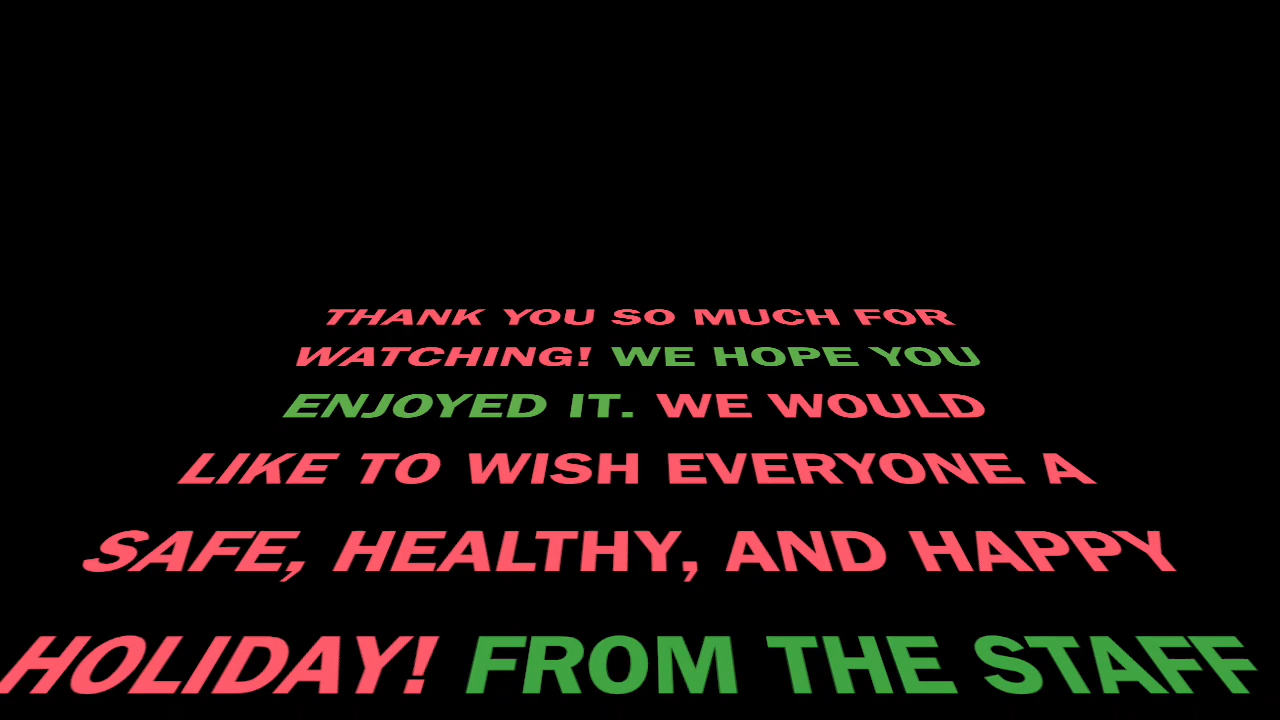 THANK YOU SO MUCH FOR
WATCHING! WE HOPE YOU
ENJOYED IT. WE WOULD
LIKE TO WISH EVERYONE A
SAFE, HEALTHY, AND HAPPY
HOLIDAY! FROM THE STAFF